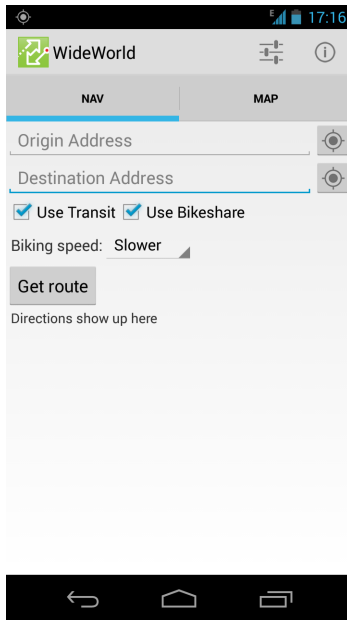 E 17:16
WideWorld
NAV MAP
Origin Address
Destination Address
Use Transit Use Bikeshare
Biking speed: Slower
Get route
Directions show up here